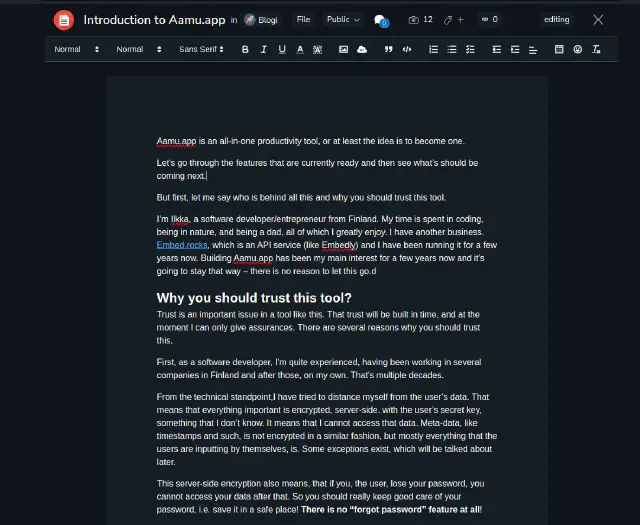 Introduction to Aamu.app in Blogi File Public 0 12 + 0 editing
Normal Normal Sans Serif B I U A A
Aamu.app is an all-in-one productivity tool, or at least the idea is to become one.
Let's go through the features that are currently ready and then see what's should be
coming next.
But first, let me say who is behind all this and why you should trust this tool.
I'm Ilkka, a software developer/entrepreneur from Finland. My time is spent in coding,
being in nature, and being a dad, all of which I greatly enjoy. I have another business.
Embed.rocks, which is an API service (like Embedly) and I have been running it for a few
years now. Building Aamu.app has been my main interest for a few years now and it's
going to stay that way – there is no reason to let this go.d
Why you should trust this tool?
Trust is an important issue in a tool like this. That trust will be built in time, and at the
moment I can only give assurances. There are several reasons why you should trust
this.
First, as a software developer, I'm quite experienced, having been working in several
companies in Finland and after those, on my own. That's multiple decades.
From the technical standpoint,I have tried to distance myself from the user's data. That
means that everything important is encrypted, server-side. with the user's secret key,
something that I don't know. It means that I cannot access that data. Meta-data, like
timestamps and such, is not encrypted in a similar fashion, but mostly everything that the
users are inputting by themselves, is. Some exceptions exist, which will be talked about
later.
This server-side encryption also means, that if you, the user, lose your password, you
cannot access your data after that. So you should really keep good care of your
password, i.e. save it in a safe place! There is no “forgot password” feature at all!